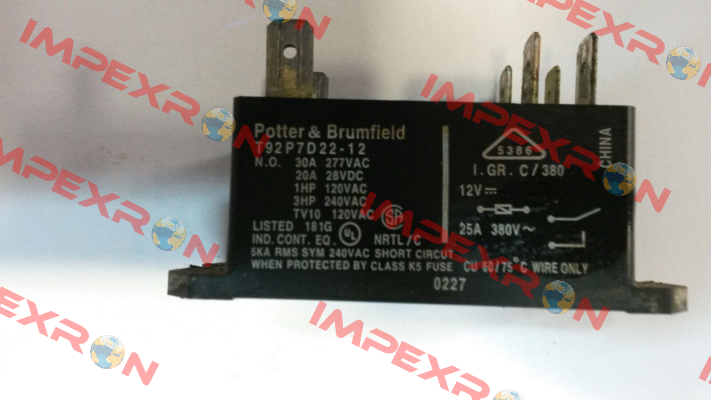 Potter & Brumfield
T92P7D22-12
N.O. 30A 277VAC
20A 28VDC
1HP 120VAC
3HP 240VAC
TV10 120VAC
LISTED 181G
IND. CONT. EQ. UL NRTL/C
5KA RMS SYM 240VAC SHORT CIRCUT
WHEN PROTECTED BY CLASS K5 FUSE
5386
I.GR. C/380
12V
25A 380V~
CU 60/75°C WIRE ONLY
0227
CHINA
IMPEXRON
IMPEXRON
IMPEXRON
IMPEXRON
IMPEXRON
IMPEXRON